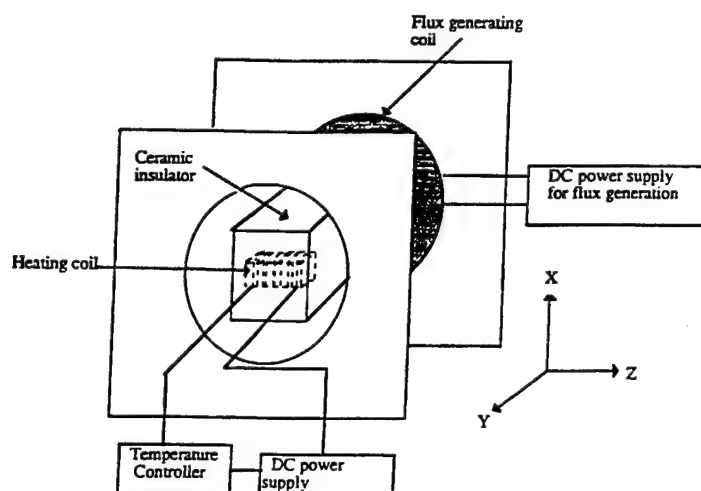 Flux generating
coil
Ceramic
insulator
DC power supply
for flux generation
Heating coil
X
Z
Y
Temperature
Controller
DC power
supply